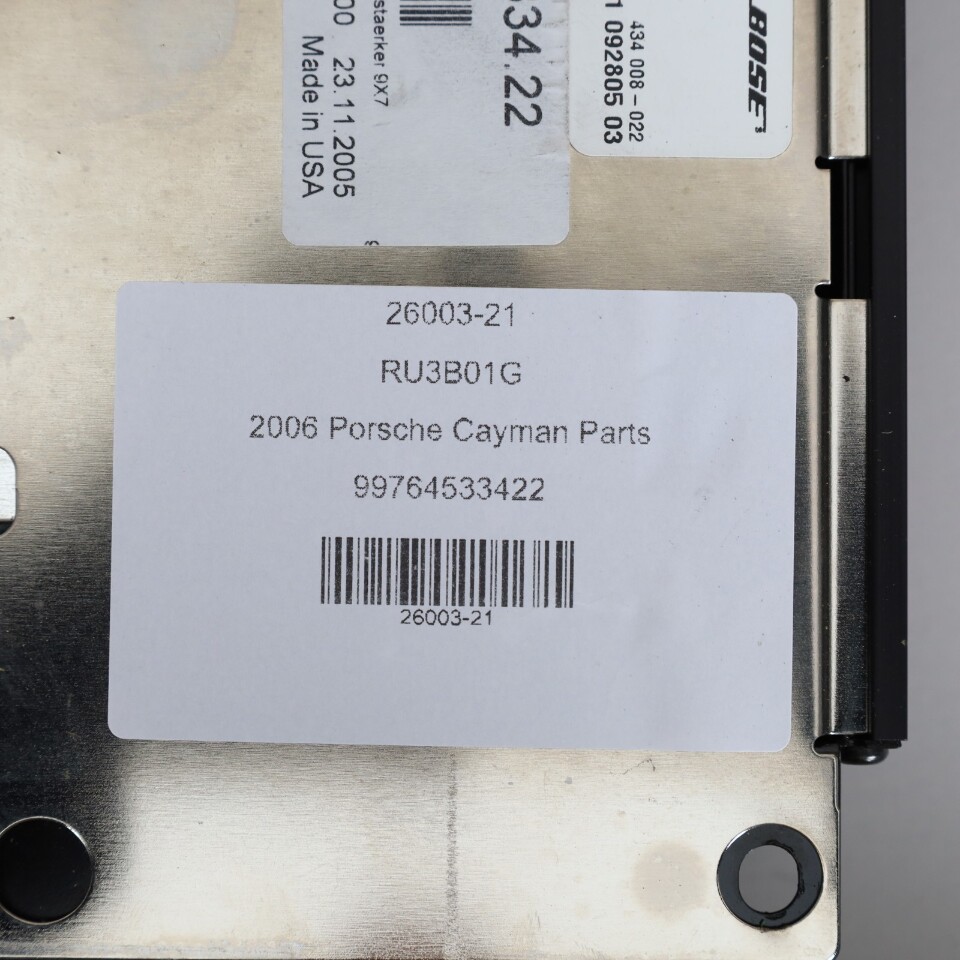 staerker 9X7
00 23.11.2005
Made in USA
34.22
BOSE
434 008-022
1 092805 03
26003-21
RU3B01G
2006 Porsche Cayman Parts
99764533422
26003-21